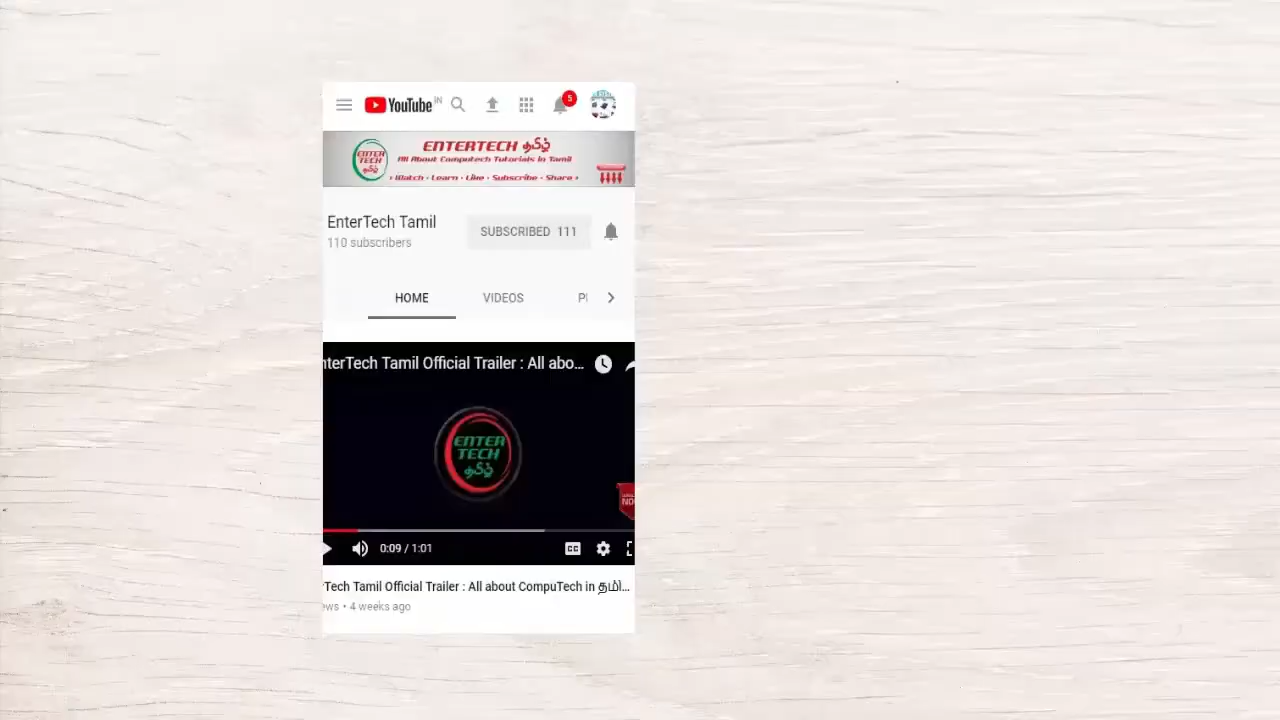 YouTube IN
5
ENTERTECH தமிழ்
All About Computech Tutorials In Tamil
Watch - Learn - Like - Subscribe - Share
ENTER
TECH
தமிழ்
EnterTech Tamil
SUBSCRIBED 111
110 subscribers
HOME
VIDEOS
nterTech Tamil Official Trailer : All abo...
ENTER
TECH
தமிழ்
0:09 / 1:01
CC
Tech Tamil Official Trailer : All about CompuTech in தமி...
ews • 4 weeks ago